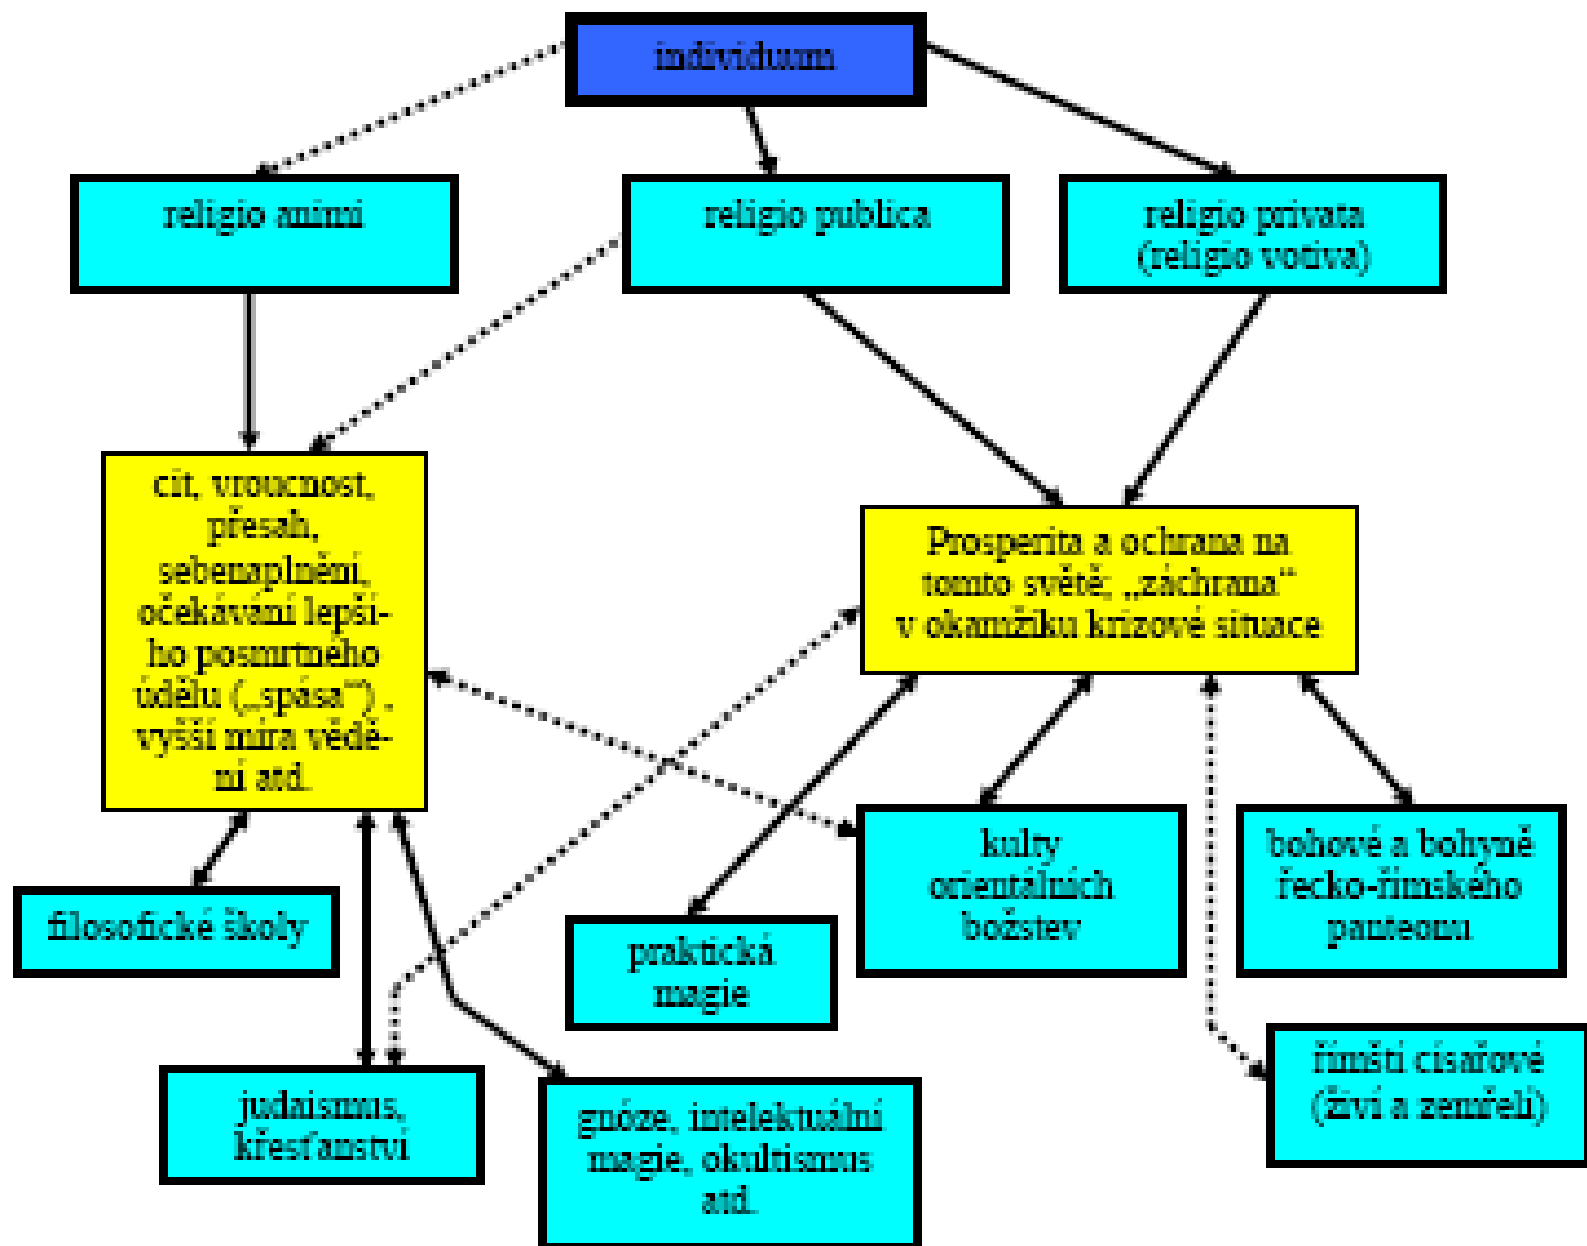 individuum
religio animi
religio publica
religio privata
(religio votiva)
cit, vroucnost,
přesah,
sebenaplnění,
očekávání lepší-
ho posmrtného
údělu („spása“) ,
vyšší míra vědě-
ní atd.
Prosperita a ochrana na
tomto světě; „záchrana“
v okamžiku krizové situace
filosofické školy
praktická
magie
kulty
orientálních
božstev
bohové a bohyně
řecko-římského
panteonu
judaismus,
křesťanství
gnóze, intelektuální
magie, okultismus
atd.
římští císařové
(živí a zemřelí)